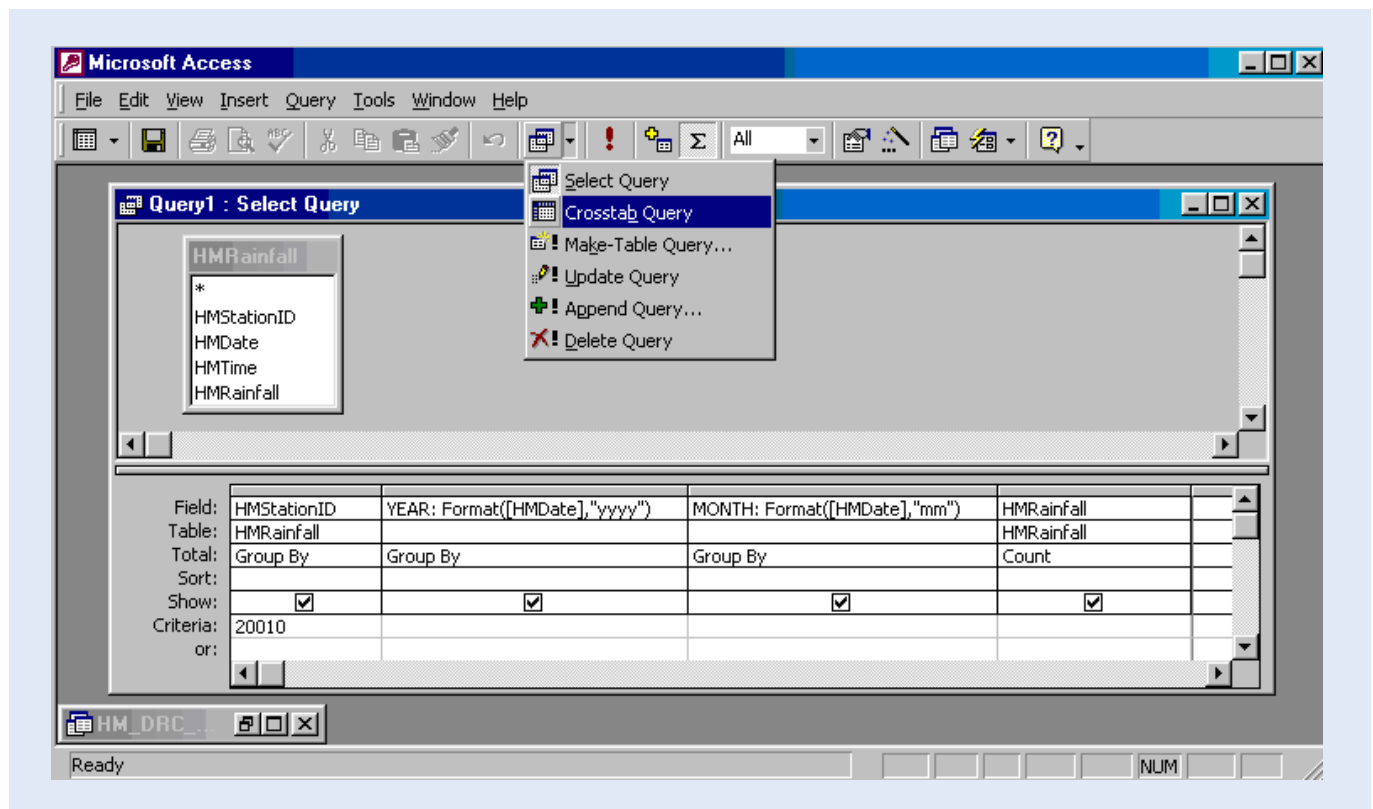 Microsoft Access
File Edit View Insert Query Tools Window Help
ABC Σ All
Select Query
Query1 : Select Query
Crosstab Query
Make-Table Query...
Update Query
Append Query...
Delete Query
HMRainfall
*
HMStationID
HMDate
HMTime
HMRainfall
Field: HMStationID YEAR: Format([HMDate],"yyyy") MONTH: Format([HMDate],"mm") HMRainfall
Table: HMRainfall HMRainfall
Total: Group By Group By Group By Count
Sort:
Show:
Criteria: 20010
or:
HM_DRC_...
Ready NUM